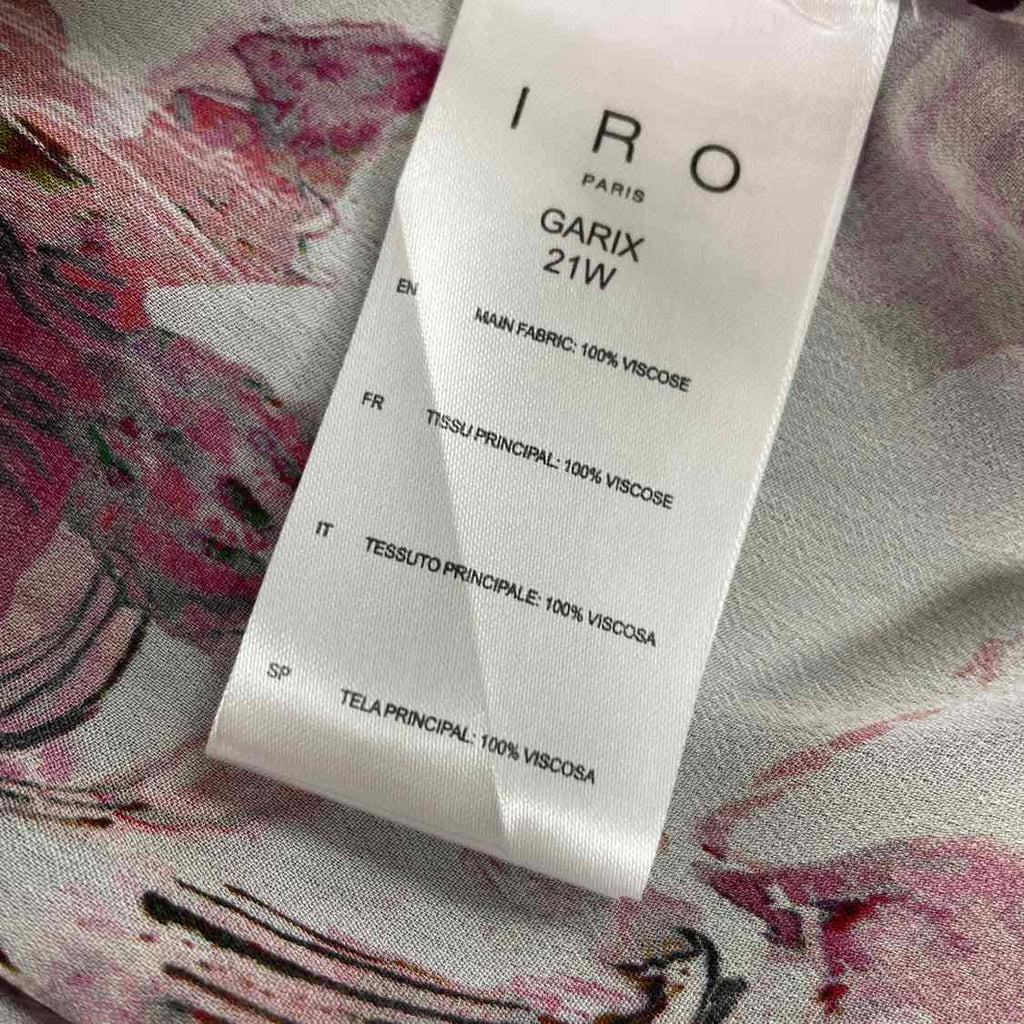 I R O
PARIS
GARIX
21W
EN MAIN FABRIC: 100% VISCOSE
FR TISSU PRINCIPAL: 100% VISCOSE
IT TESSUTO PRINCIPALE: 100% VISCOSA
SP TELA PRINCIPAL: 100% VISCOSA